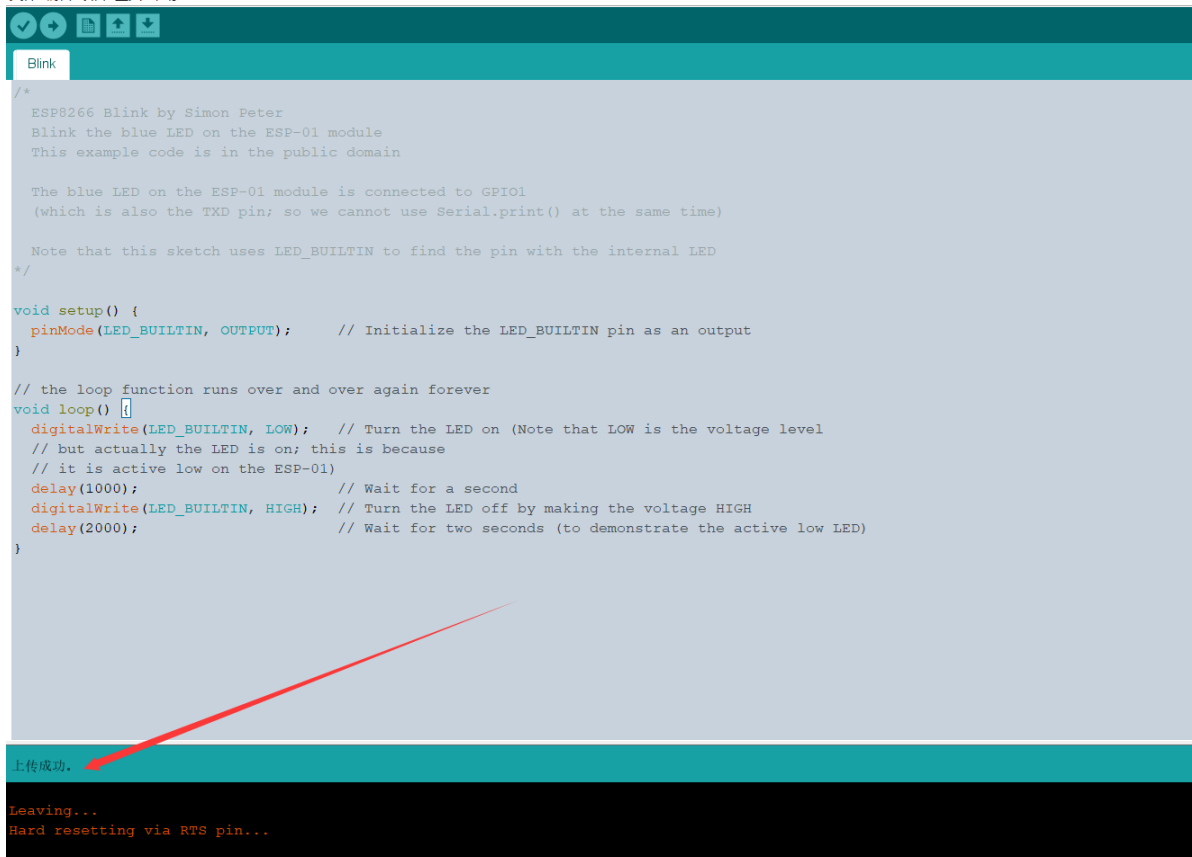 Blink
/*
ESP8266 Blink by Simon Peter
Blink the blue LED on the ESP-01 module
This example code is in the public domain
The blue LED on the ESP-01 module is connected to GPIO1
(which is also the TXD pin; so we cannot use Serial.print() at the same time)
Note that this sketch uses LED_BUILTIN to find the pin with the internal LED
*/
void setup() {
pinMode(LED_BUILTIN, OUTPUT);     // Initialize the LED_BUILTIN pin as an output
}
// the loop function runs over and over again forever
void loop() {
digitalWrite(LED_BUILTIN, LOW);   // Turn the LED on (Note that LOW is the voltage level
// but actually the LED is on; this is because
// it is active low on the ESP-01)
delay(1000);                      // Wait for a second
digitalWrite(LED_BUILTIN, HIGH);  // Turn the LED off by making the voltage HIGH
delay(2000);                      // Wait for two seconds (to demonstrate the active low LED)
}
上传成功。
Leaving...
Hard resetting via RTS pin...